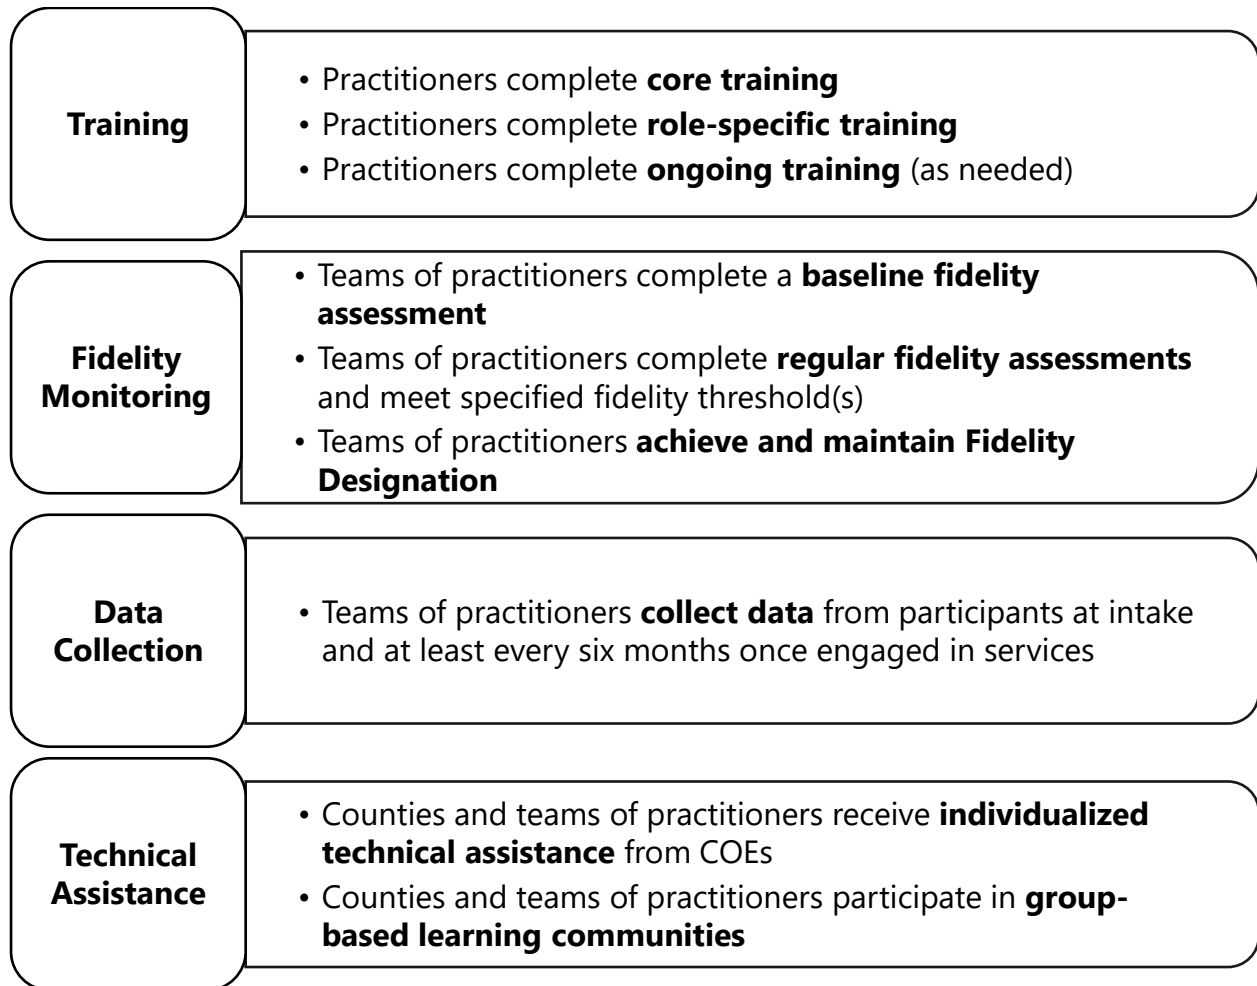 Training
• Practitioners complete core training
• Practitioners complete role-specific training
• Practitioners complete ongoing training (as needed)
Fidelity
Monitoring
• Teams of practitioners complete a baseline fidelity
assessment
• Teams of practitioners complete regular fidelity assessments
and meet specified fidelity threshold(s)
• Teams of practitioners achieve and maintain Fidelity
Designation
Data
Collection
• Teams of practitioners collect data from participants at intake
and at least every six months once engaged in services
Technical
Assistance
• Counties and teams of practitioners receive individualized
technical assistance from COEs
• Counties and teams of practitioners participate in group-
based learning communities